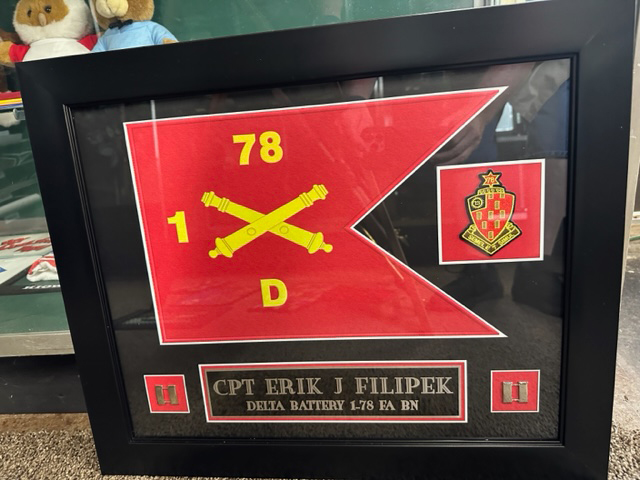 78
1
D
CPT ERIK J FILIPEK
DELTA BATTERY 1-78 FA BN